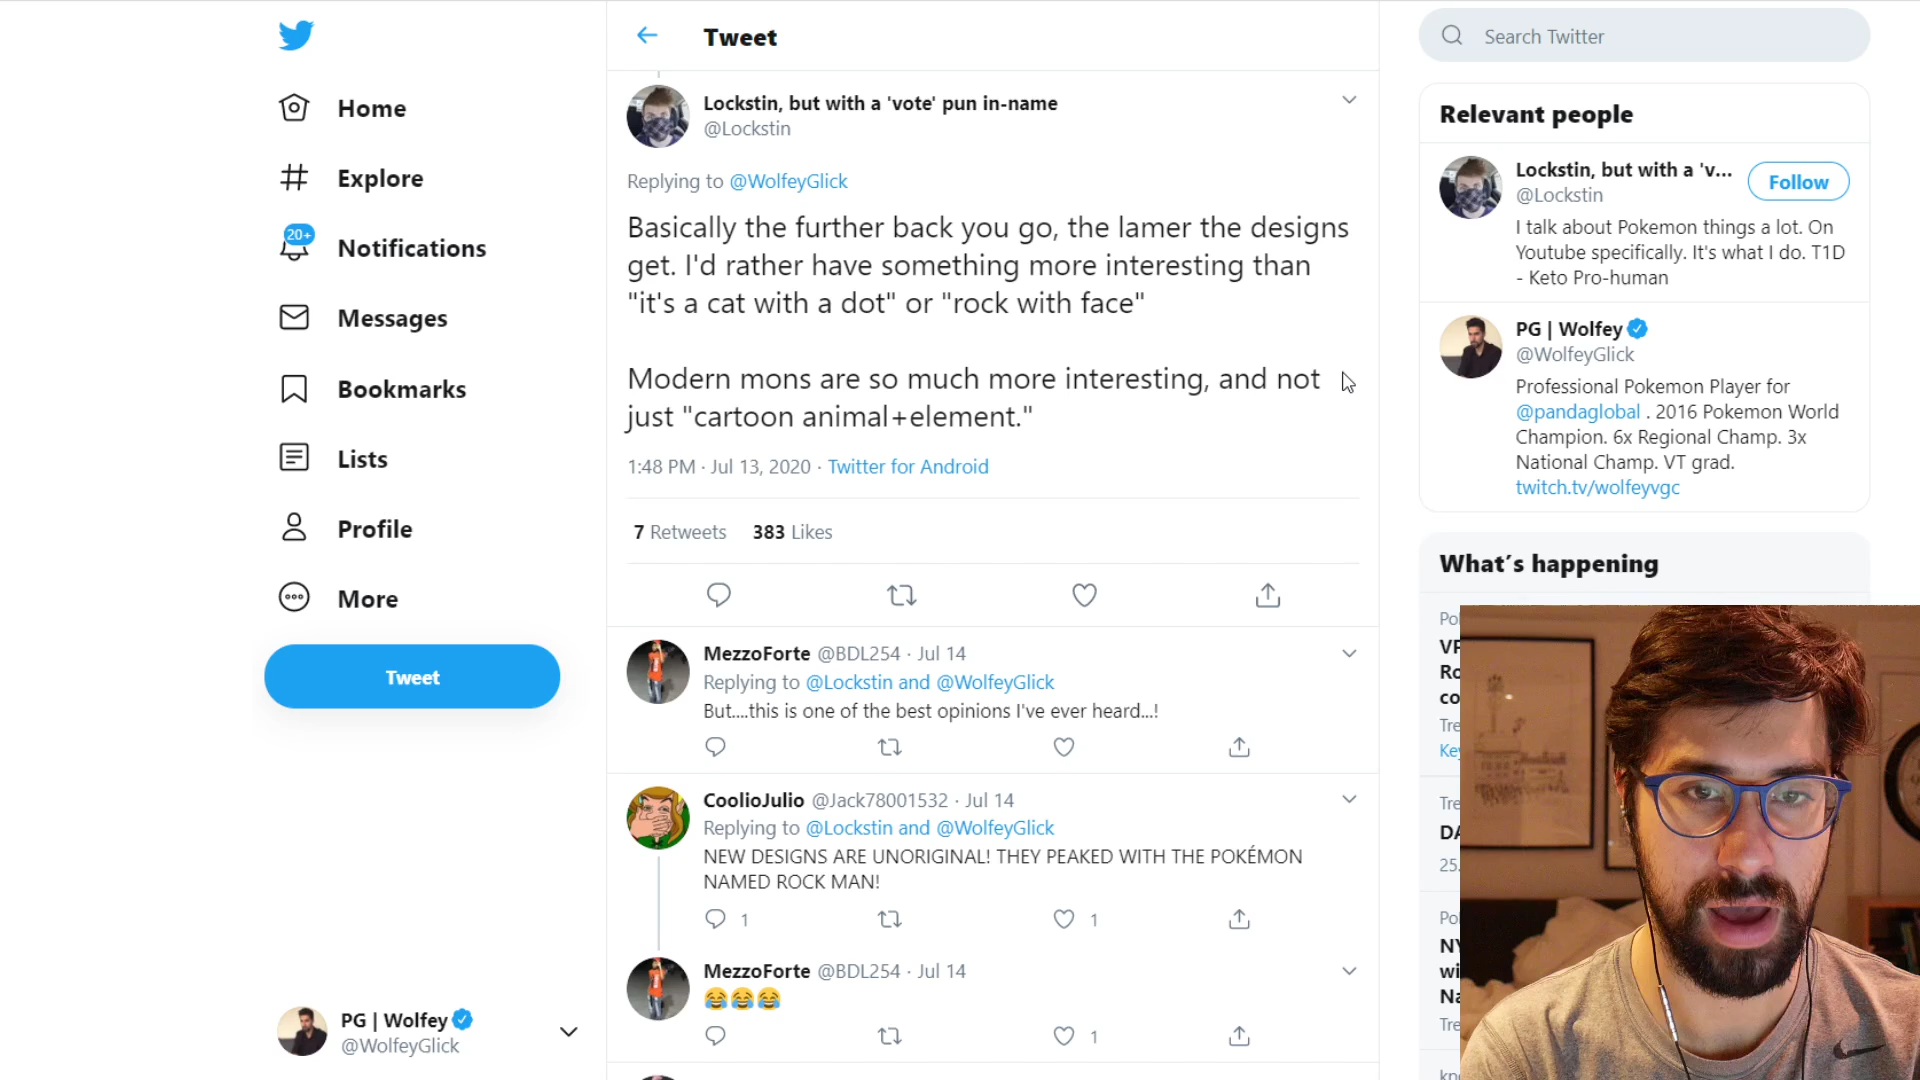 Home
Explore
20+
Notifications
Messages
Bookmarks
Lists
Profile
More
Tweet
PG | Wolfey
@WolfeyGlick
Tweet
Lockstin, but with a 'vote' pun in-name
@Lockstin
Replying to @WolfeyGlick
Basically the further back you go, the lamer the designs
get. I'd rather have something more interesting than
"it's a cat with a dot" or "rock with face"
Modern mons are so much more interesting, and not
just "cartoon animal+element."
1:48 PM · Jul 13, 2020 · Twitter for Android
7 Retweets 383 Likes
MezzoForte @BDL254 · Jul 14
Replying to @Lockstin and @WolfeyGlick
But....this is one of the best opinions I've ever heard...!
CoolioJulio @Jack78001532 · Jul 14
Replying to @Lockstin and @WolfeyGlick
NEW DESIGNS ARE UNORIGINAL! THEY PEAKED WITH THE POKÉMON
NAMED ROCK MAN!
1 1
MezzoForte @BDL254 · Jul 14
😂😂😂
1
Search Twitter
Relevant people
Lockstin, but with a 'v...
@Lockstin
Follow
I talk about Pokemon things a lot. On
Youtube specifically. It's what I do. T1D
- Keto Pro-human
PG | Wolfey
@WolfeyGlick
Professional Pokemon Player for
@pandaglobal . 2016 Pokemon World
Champion. 6x Regional Champ. 3x
National Champ. VT grad.
twitch.tv/wolfeyvgc
What's happening